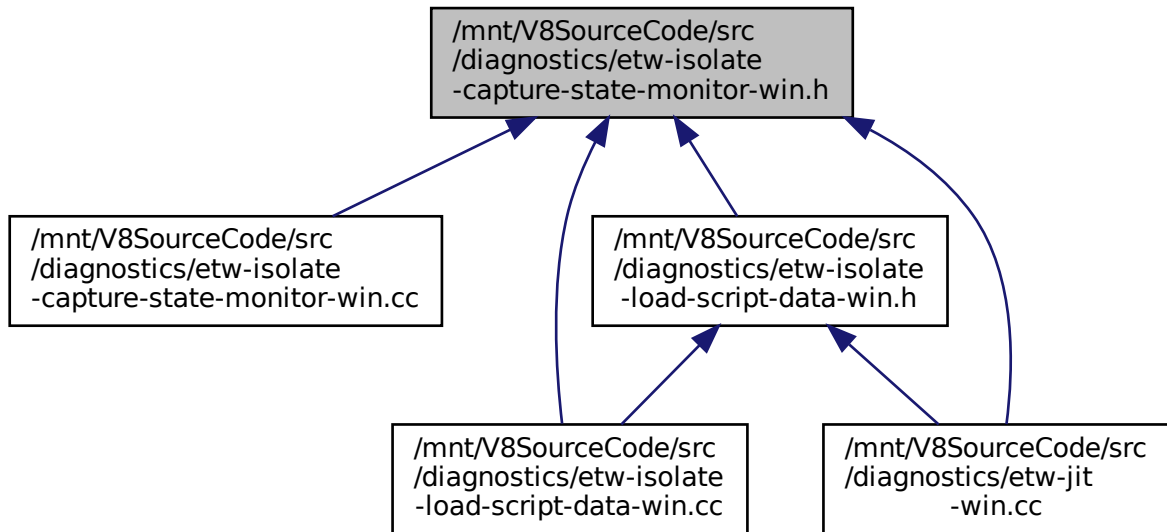 /mnt/V8SourceCode/src
/diagnostics/etw-isolate
-capture-state-monitor-win.h
/mnt/V8SourceCode/src
/diagnostics/etw-isolate
-capture-state-monitor-win.cc
/mnt/V8SourceCode/src
/diagnostics/etw-isolate
-load-script-data-win.h
/mnt/V8SourceCode/src
/diagnostics/etw-isolate
-load-script-data-win.cc
/mnt/V8SourceCode/src
/diagnostics/etw-jit
-win.cc